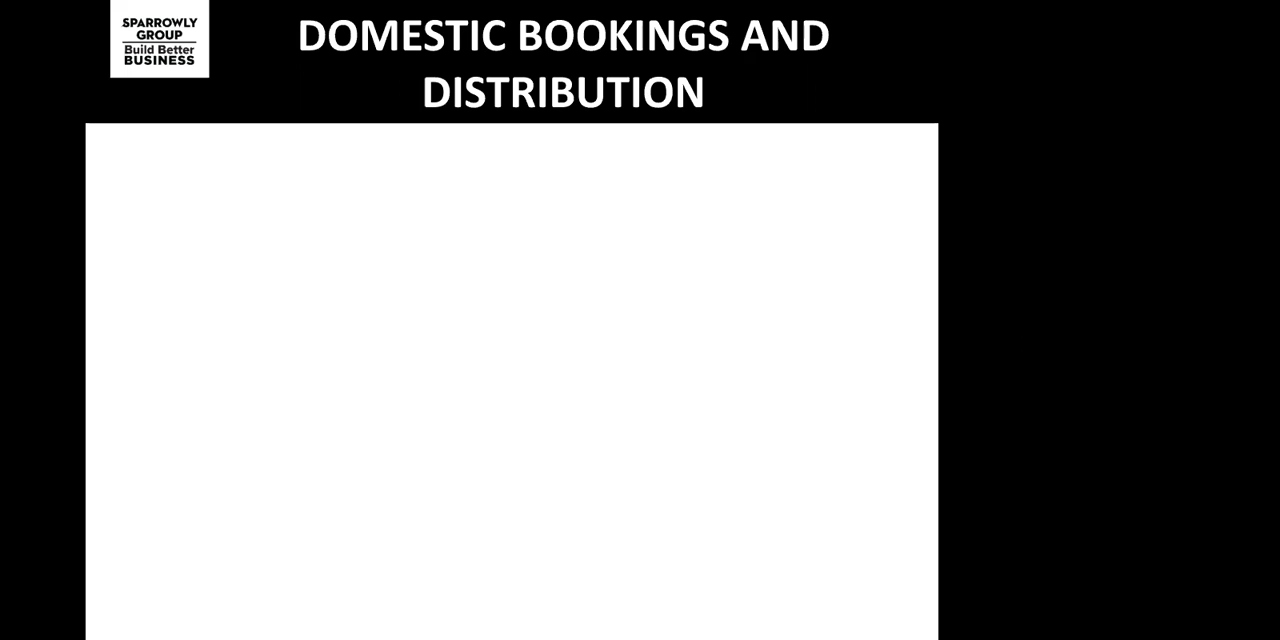 SPARROWLY
GROUP
Build Better
BUSINESS
DOMESTIC BOOKINGS AND
DISTRIBUTION